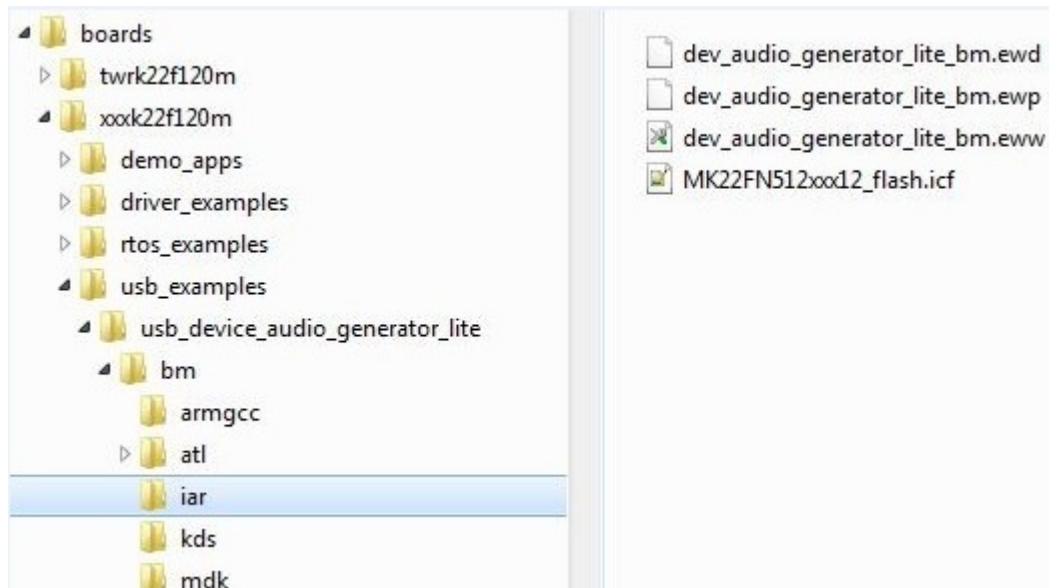 boards
twrk22f120m
xxxk22f120m
demo_apps
driver_examples
rtos_examples
usb_examples
usb_device_audio_generator_lite
bm
armgcc
atl
iar
kds
mdk
dev_audio_generator_lite_bm.ewd
dev_audio_generator_lite_bm.ewp
dev_audio_generator_lite_bm.eww
MK22FN512xxx12_flash.icf